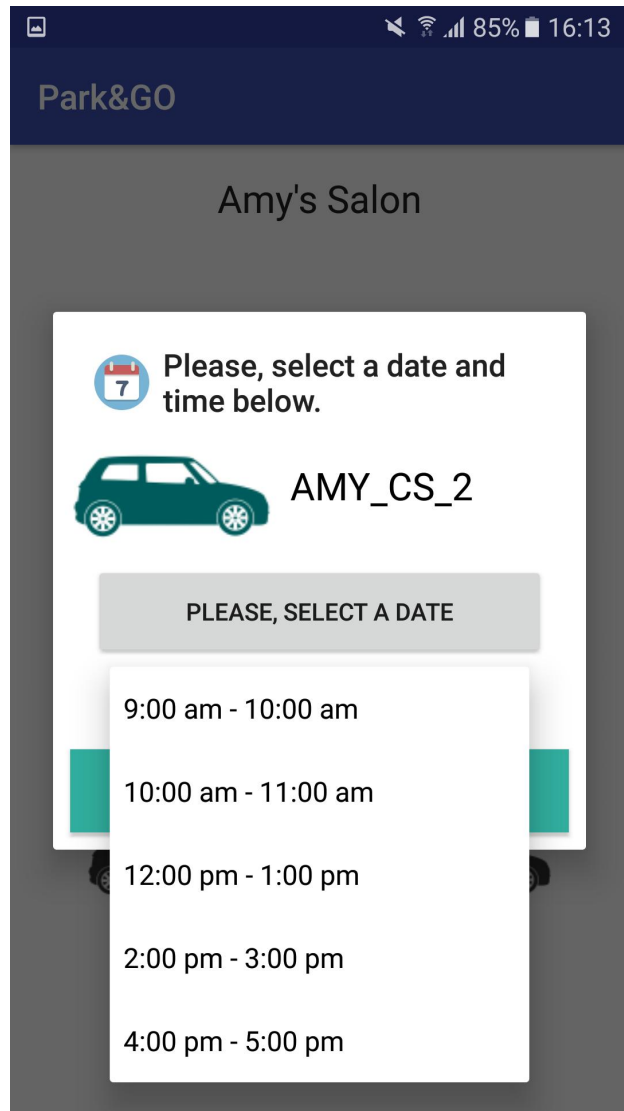 85% 16:13
Park&GO
Amy's Salon
7
Please, select a date and
time below.
AMY_CS_2
PLEASE, SELECT A DATE
9:00 am - 10:00 am
10:00 am - 11:00 am
12:00 pm - 1:00 pm
2:00 pm - 3:00 pm
4:00 pm - 5:00 pm